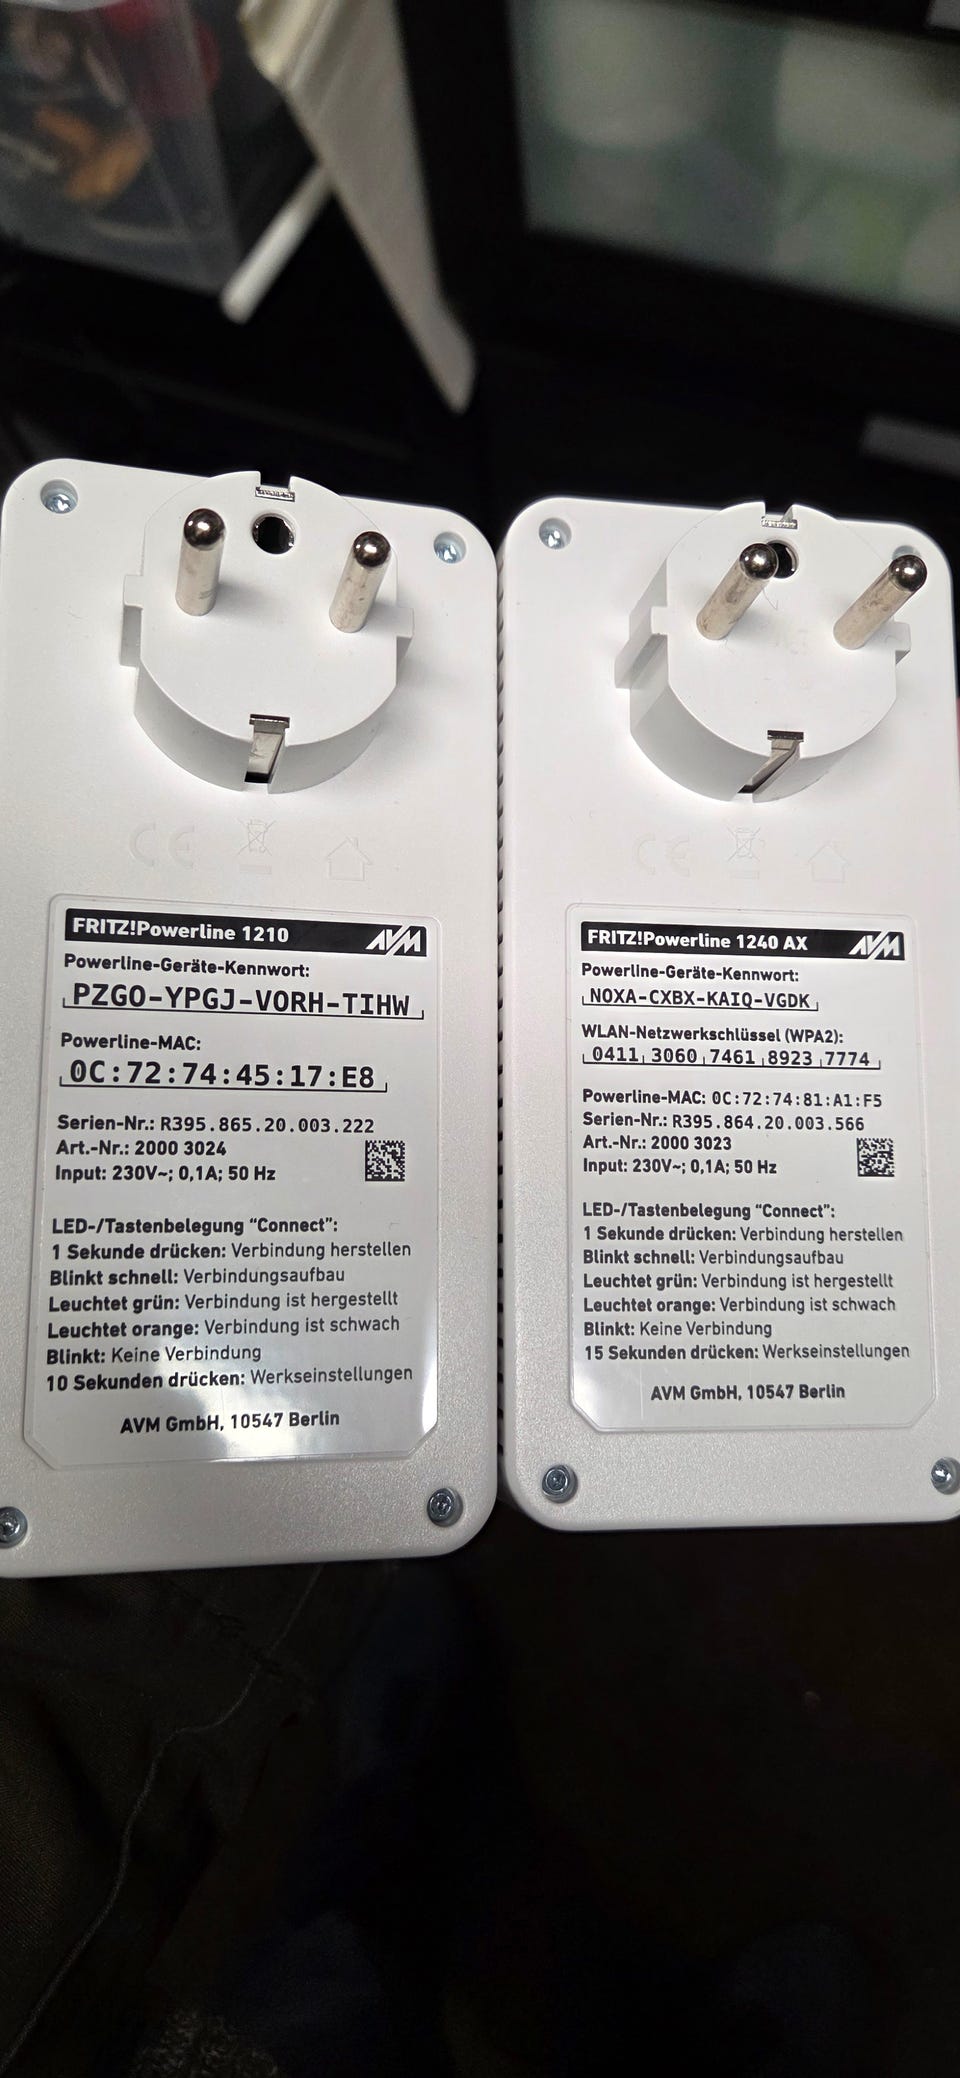 FRITZ!Powerline 1210
AVM
Powerline-Geräte-Kennwort:
PZGO-YPGJ-VORH-TIHW
Powerline-MAC:
0C:72:74:45:17:E8
Serien-Nr.: R395.865.20.003.222
Art.-Nr.: 2000 3024
Input: 230V~; 0,1A; 50 Hz
LED-/Tastenbelegung “Connect”:
1 Sekunde drücken: Verbindung herstellen
Blinkt schnell: Verbindungsaufbau
Leuchtet grün: Verbindung ist hergestellt
Leuchtet orange: Verbindung ist schwach
Blinkt: Keine Verbindung
10 Sekunden drücken: Werkseinstellungen
AVM GmbH, 10547 Berlin
FRITZ!Powerline 1240 AX
AVM
Powerline-Geräte-Kennwort:
NOXA-CXBX-KAIQ-VGDK
WLAN-Netzwerkschlüssel (WPA2):
0411 3060 7461 8923 7774
Powerline-MAC: 0C:72:74:81:A1:F5
Serien-Nr.: R395.864.20.003.566
Art.-Nr.: 2000 3023
Input: 230V~; 0,1A; 50 Hz
LED-/Tastenbelegung “Connect”:
1 Sekunde drücken: Verbindung herstellen
Blinkt schnell: Verbindungsaufbau
Leuchtet grün: Verbindung ist hergestellt
Leuchtet orange: Verbindung ist schwach
Blinkt: Keine Verbindung
15 Sekunden drücken: Werkseinstellungen
AVM GmbH, 10547 Berlin